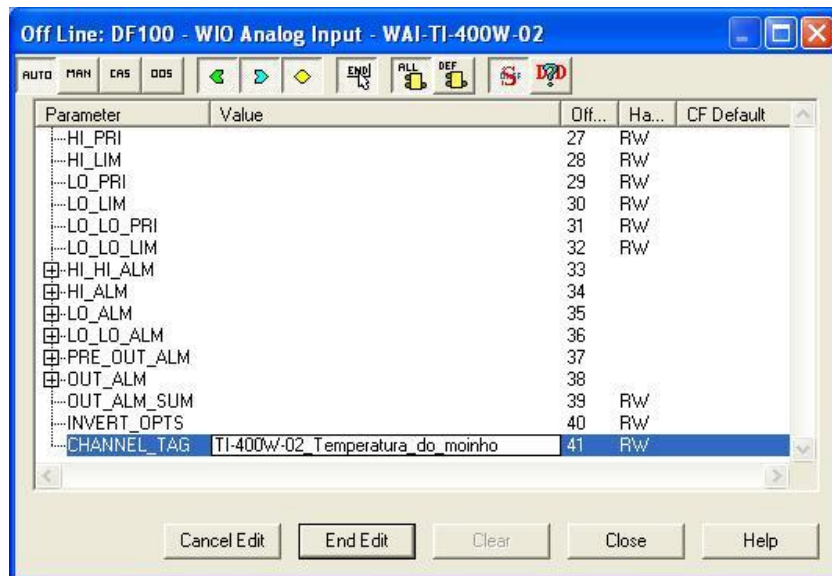 Off Line: DF100 - WIO Analog Input - WAI-TI-400W-02
AUTO MAN CAS OOS END ALL DEF
Parameter Value Off... Ha... CF Default
HI_PRI 27 RW
HI_LIM 28 RW
LO_PRI 29 RW
LO_LIM 30 RW
LO_LO_PRI 31 RW
LO_LO_LIM 32 RW
HI_HI_ALM 33
HI_ALM 34
LO_ALM 35
LO_LO_ALM 36
PRE_OUT_ALM 37
OUT_ALM 38
OUT_ALM_SUM 39 RW
INVERT_OPTS 40 RW
CHANNEL_TAG TI-400W-02_Temperatura_do_moinho 41 RW
Cancel Edit End Edit Clear Close Help